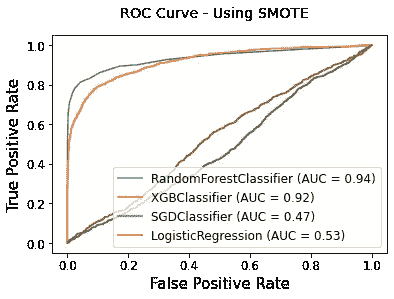 ROC Curve - Using SMOTE
True Positive Rate
1.0
0.8
0.6
0.4
0.2
0.0
RandomForestClassifier (AUC = 0.94)
XGBClassifier (AUC = 0.92)
SGDClassifier (AUC = 0.47)
LogisticRegression (AUC = 0.53)
0.0 0.2 0.4 0.6 0.8 1.0
False Positive Rate